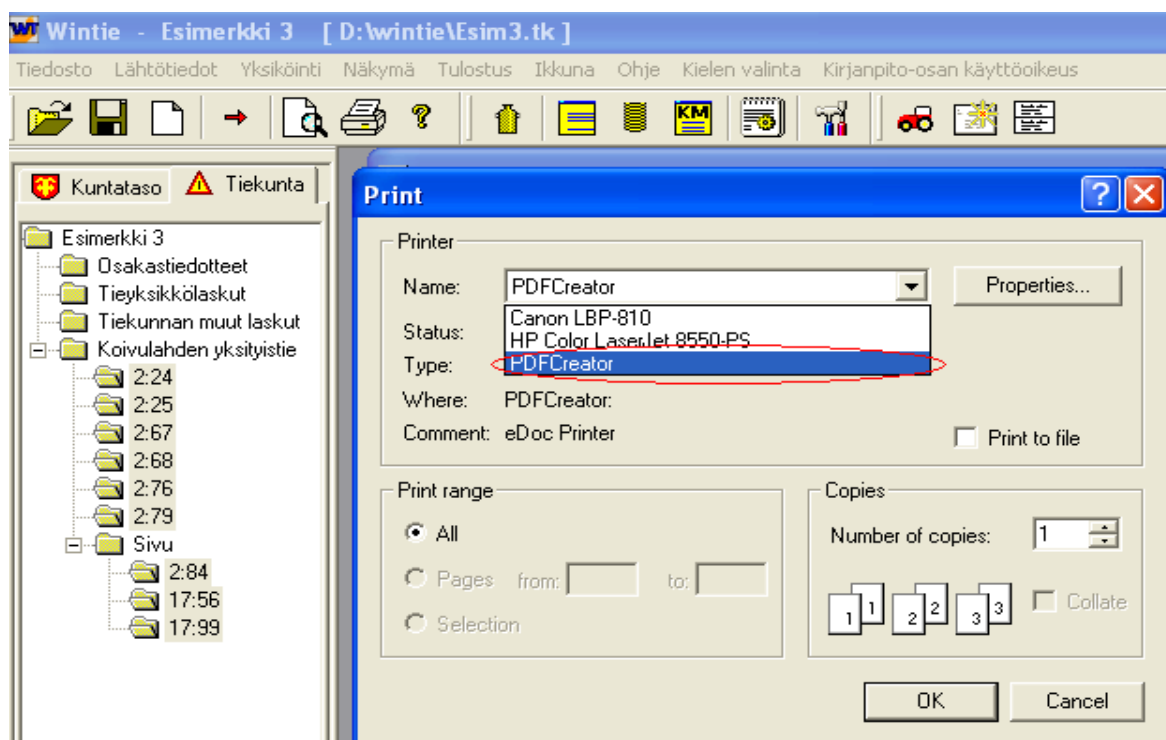 WT Wintie - Esimerkki 3 [ D:\wintie\Esim3.tk ]
Tiedosto Lähtötiedot Yksiköinti Näkymä Tulostus Ikkuna Ohje Kielen valinta Kirjanpito-osan käyttöoikeus
KM
Kuntataso Tiekunta
Esimerkki 3
Osakastiedotteet
Tieyksikkölaskut
Tiekunnan muut laskut
Koivulahden yksityistie
2:24
2:25
2:67
2:68
2:76
2:79
Sivu
2:84
17:56
17:99
Print
Printer
Name: PDFCreator Properties...
Canon LBP-810
Status: HP Color LaserJet 8550-PS
Type: PDFCreator
Where: PDFCreator:
Comment: eDoc Printer Print to file
Print range
All
Pages from: to:
Selection
Copies
Number of copies: 1
1 1 2 2 3 3 Collate
OK Cancel